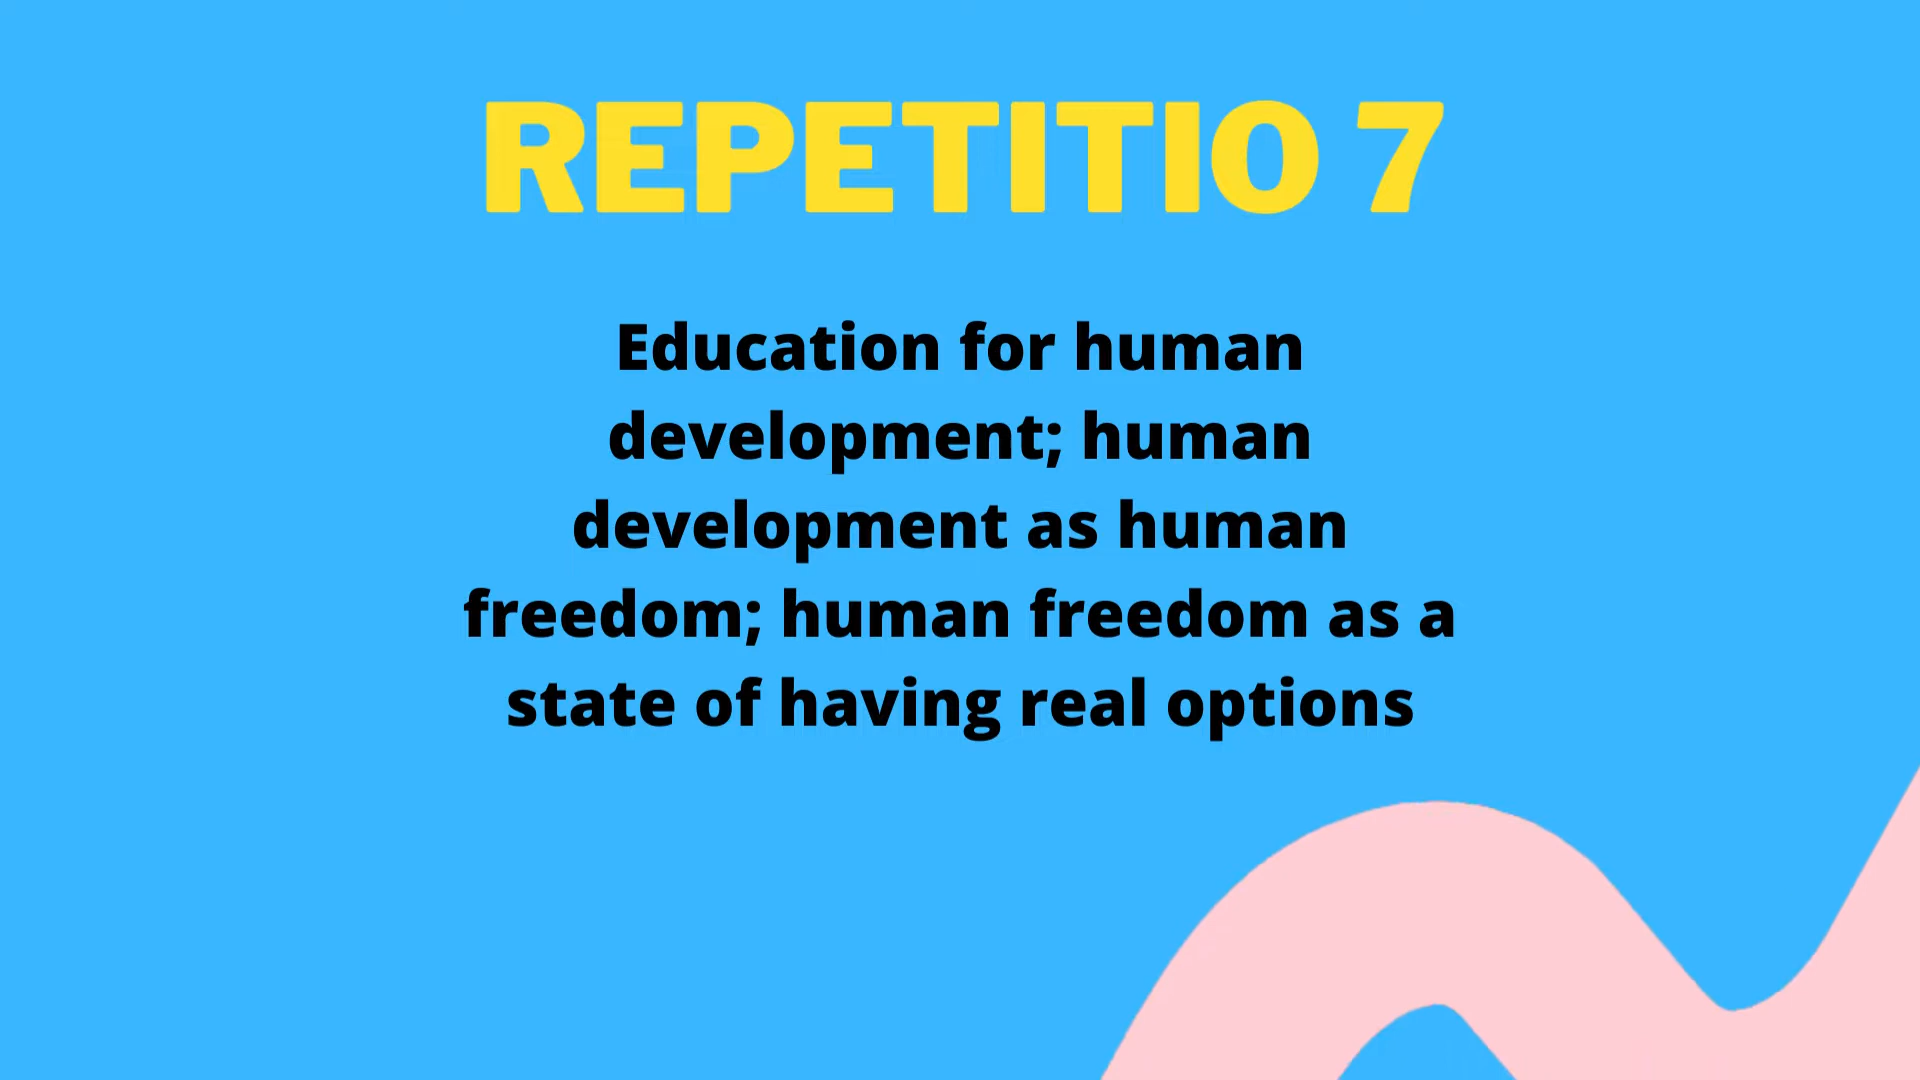 REPETITIO 7
Education for human
development; human
development as human
freedom; human freedom as a
state of having real options